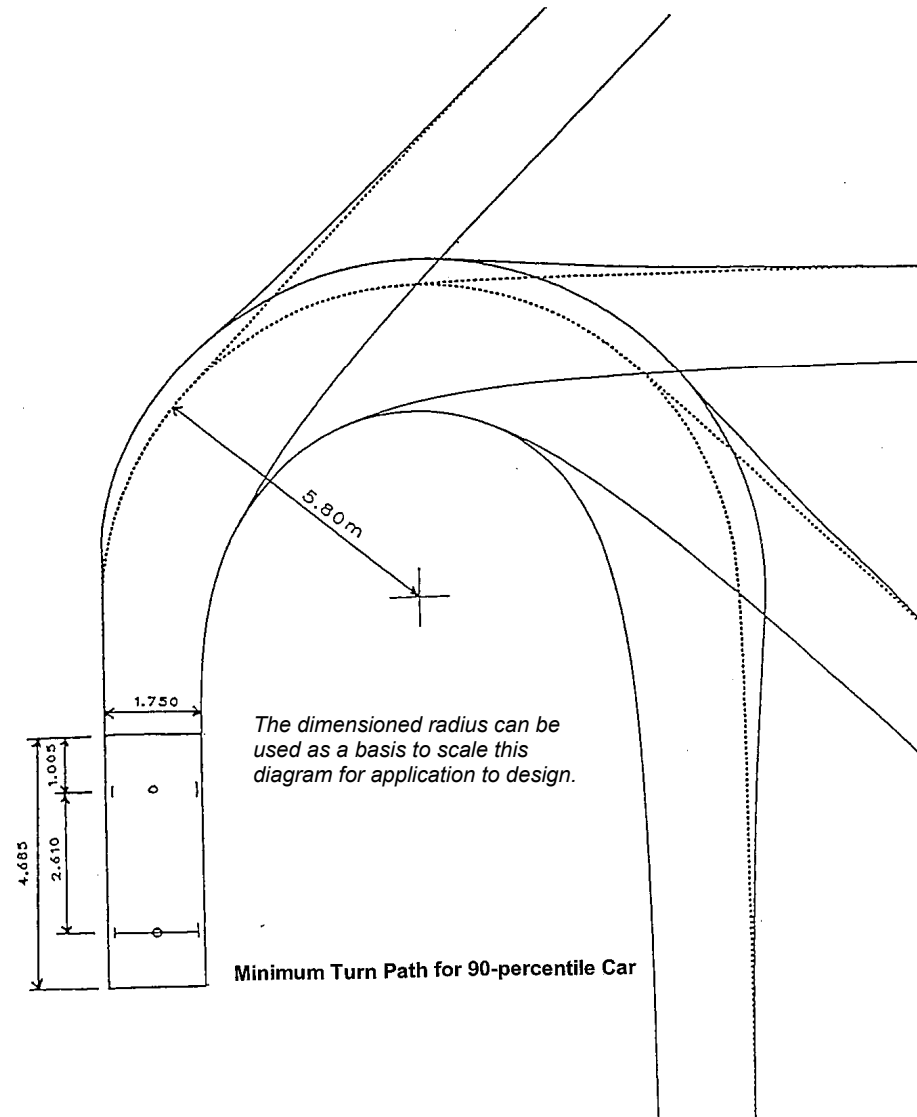 5.80m
1.750
The dimensioned radius can be
used as a basis to scale this
diagram for application to design.
1.005
2.610
4.685
Minimum Turn Path for 90-percentile Car